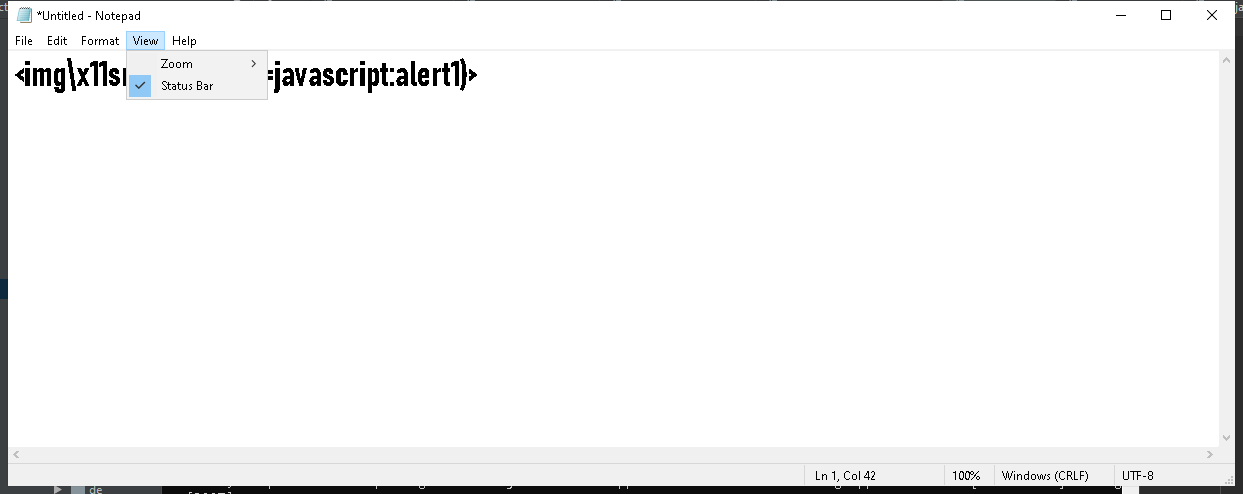 *Untitled - Notepad
File Edit Format View Help
Zoom
Status Bar
<img\x11s =javascript:alert1)>
Ln 1, Col 42 100% Windows (CRLF) UTF-8
de